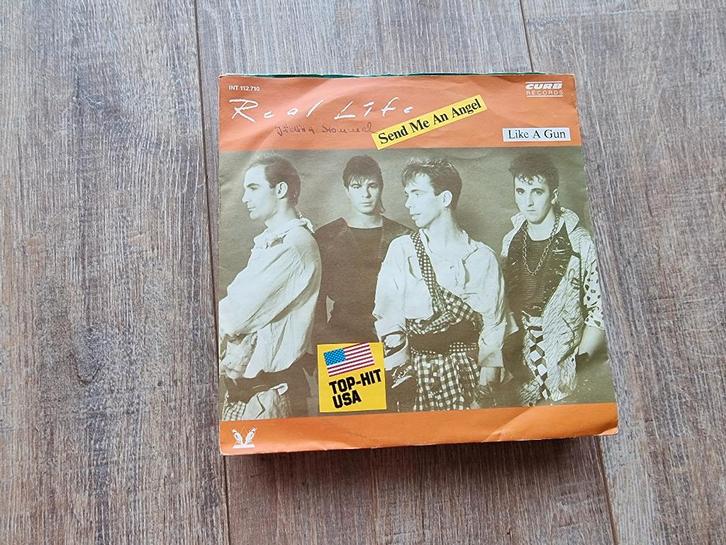 INT 112.710
CURB
RECORDS
Real Life
Send Me An Angel
Like A Gun
TOP-HIT
USA